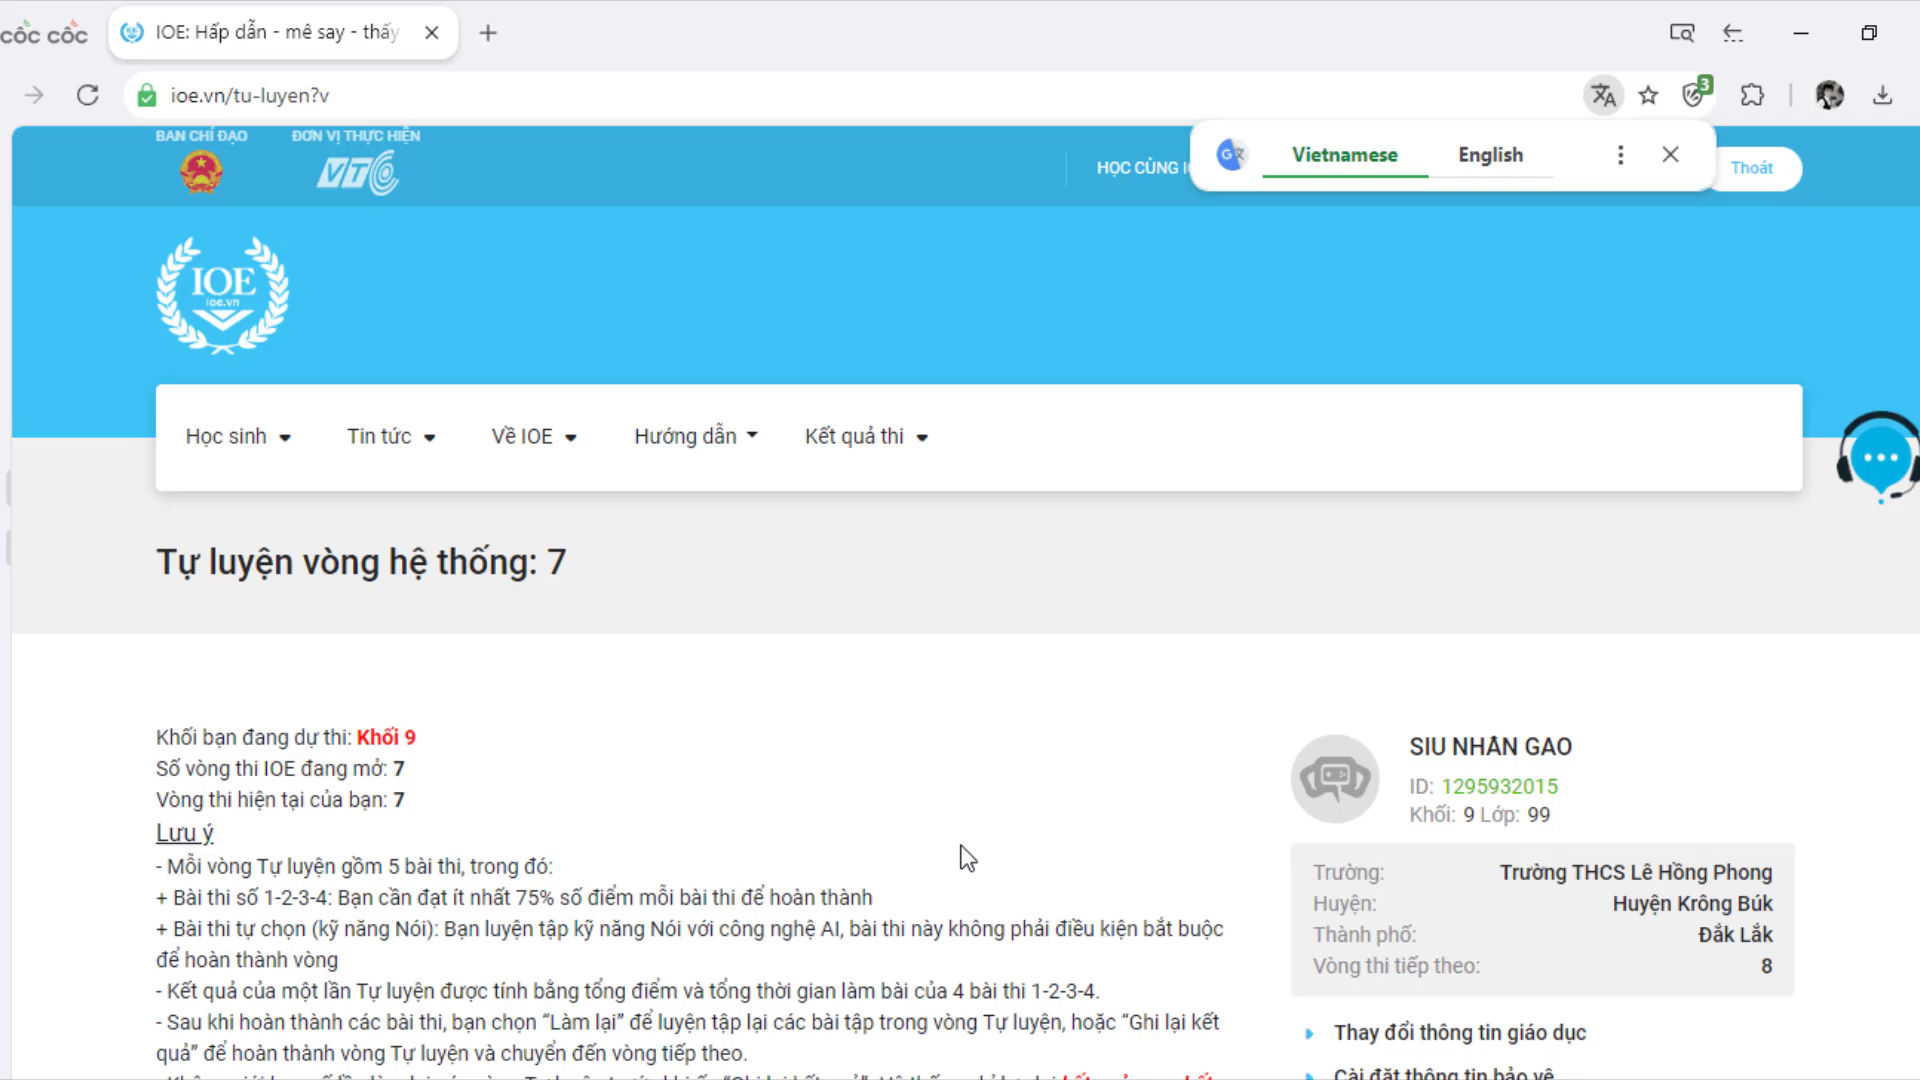 cốc cốc
IOE: Hấp dẫn - mê say - thấy
ioe.vn/tu-luyen?v
3
BAN CHỈ ĐẠO
ĐƠN VỊ THỰC HIỆN
VTC
HỌC CÙNG
Vietnamese
English
Thoát
IOE
ioe.vn
Học sinh
Tin tức
Về IOE
Hướng dẫn
Kết quả thi
Tự luyện vòng hệ thống: 7
Khối bạn đang dự thi: Khối 9
Số vòng thi IOE đang mở: 7
Vòng thi hiện tại của bạn: 7
Lưu ý
- Mỗi vòng Tự luyện gồm 5 bài thi, trong đó:
+ Bài thi số 1-2-3-4: Bạn cần đạt ít nhất 75% số điểm mỗi bài thi để hoàn thành
+ Bài thi tự chọn (kỹ năng Nói): Bạn luyện tập kỹ năng Nói với công nghệ AI, bài thi này không phải điều kiện bắt buộc
để hoàn thành vòng
- Kết quả của một lần Tự luyện được tính bằng tổng điểm và tổng thời gian làm bài của 4 bài thi 1-2-3-4.
- Sau khi hoàn thành các bài thi, bạn chọn “Làm lại” để luyện tập lại các bài tập trong vòng Tự luyện, hoặc “Ghi lại kết
quả” để hoàn thành vòng Tự luyện và chuyển đến vòng tiếp theo.
SIU NHÂN GAO
ID: 1295932015
Khối: 9 Lớp: 99
Trường: Trường THCS Lê Hồng Phong
Huyện: Huyện Krông Búk
Thành phố: Đắk Lắk
Vòng thi tiếp theo: 8
Thay đổi thông tin giáo dục
Cài đặt thông tin bảo vệ